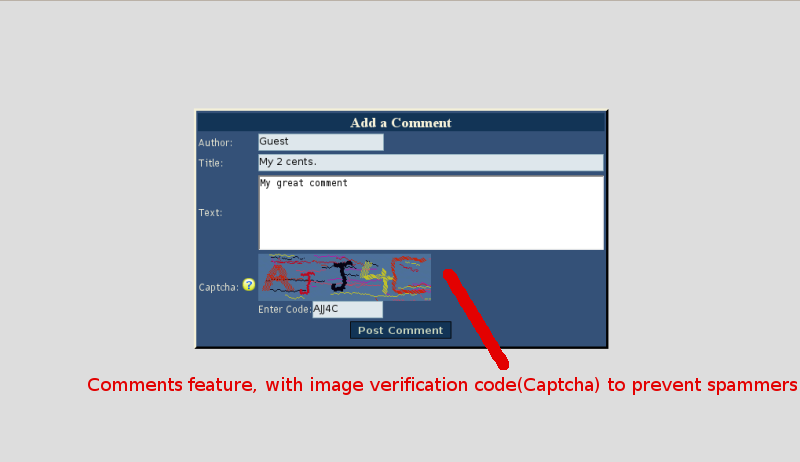 Add a Comment
Author: Guest
Title: My 2 cents.
Text: My great comment
Captcha: ? AJJ4C
Enter Code: AJJ4C
Post Comment
Comments feature, with image verification code(Captcha) to prevent spammers